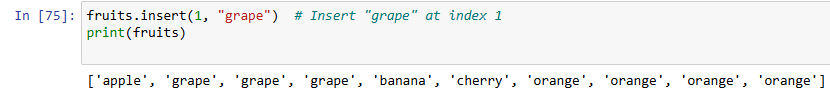 In [75]: fruits.insert(1, "grape")  # Insert "grape" at index 1
print(fruits)
['apple', 'grape', 'grape', 'grape', 'banana', 'cherry', 'orange', 'orange', 'orange', 'orange']